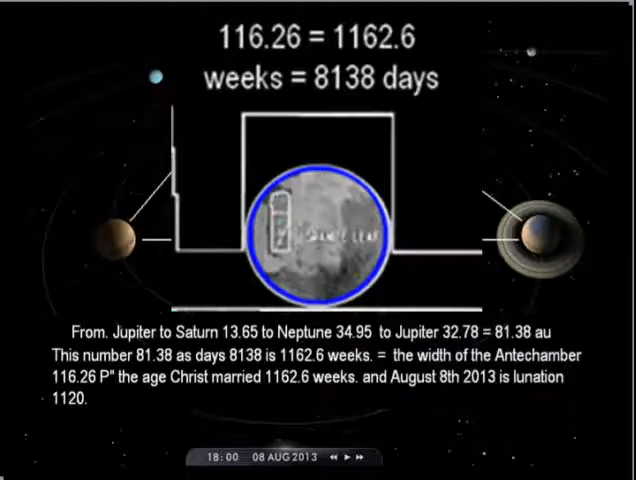 116.26 = 1162.6
weeks = 8138 days
From. Jupiter to Saturn 13.65 to Neptune 34.95 to Jupiter 32.78 = 81.38 au
This number 81.38 as days 8138 is 1162.6 weeks. = the width of the Antechamber
116.26 P" the age Christ married 1162.6 weeks. and August 8th 2013 is lunation
1120.
18:00 08 AUG 2013